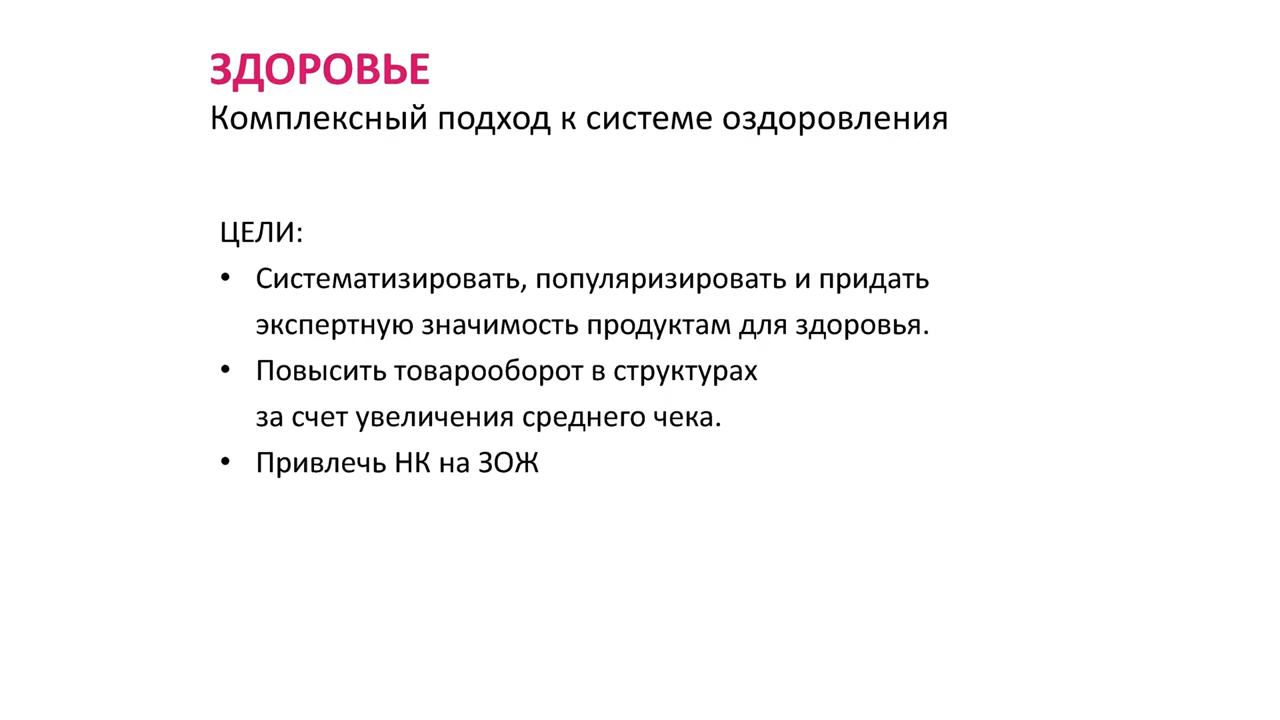 ЗДОРОВЬЕ
Комплексный подход к системе оздоровления
ЦЕЛИ:
• Систематизировать, популяризировать и придать
экспертную значимость продуктам для здоровья.
• Повысить товарооборот в структурах
за счет увеличения среднего чека.
• Привлечь НК на ЗОЖ